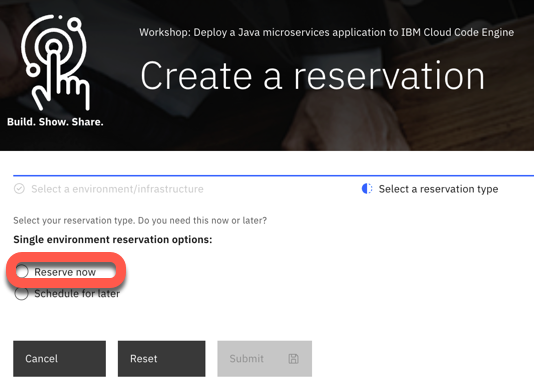 Workshop: Deploy a Java microservices application to IBM Cloud Code Engine
Create a reservation
Build. Show. Share.
Select a environment/infrastructure
Select a reservation type
Select your reservation type. Do you need this now or later?
Single environment reservation options:
Reserve now
Schedule for later
Cancel
Reset
Submit